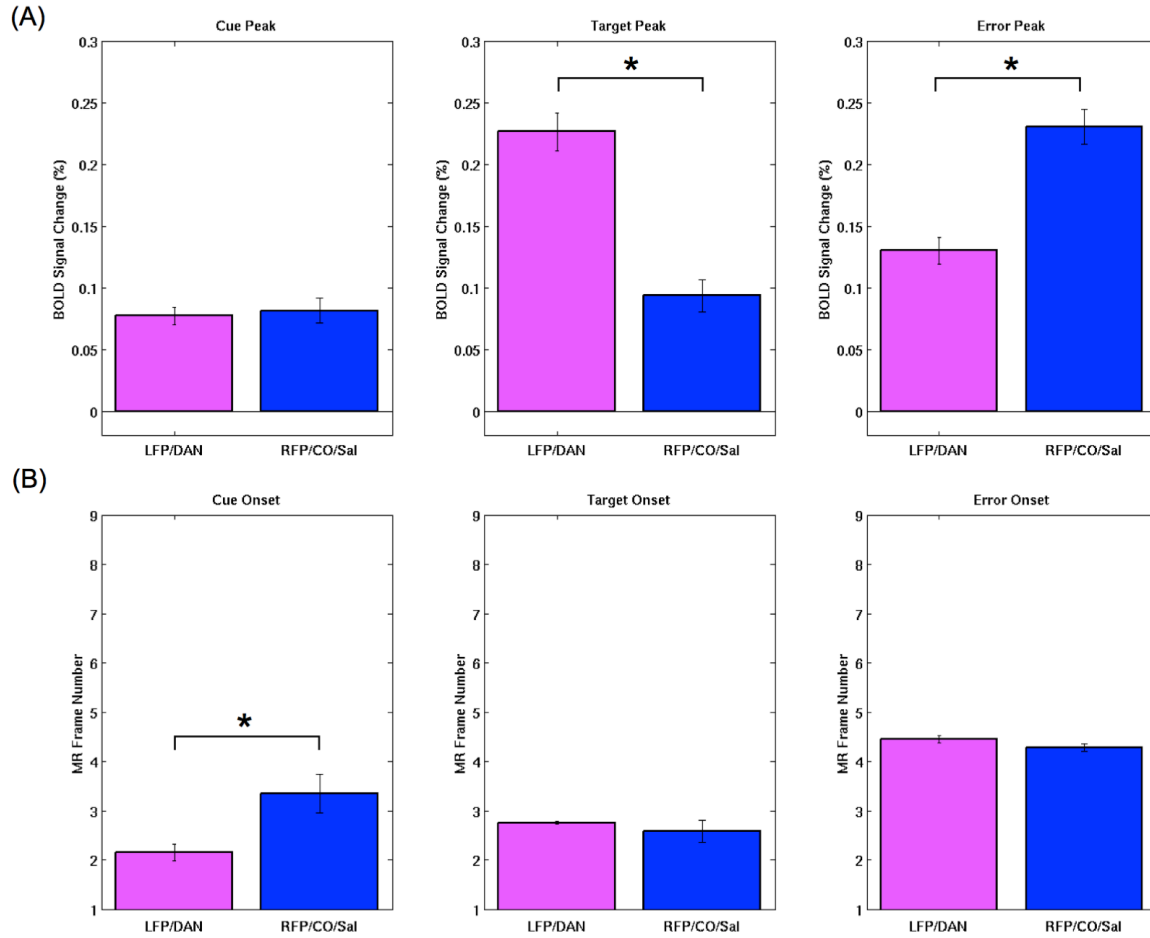 (A)
Cue Peak
Target Peak
Error Peak
0.3
0.25
0.2
0.15
0.1
0.05
0
BOLD Signal Change (%)
LFP/DAN RFP/CO/Sal
*
0.3
0.25
0.2
0.15
0.1
0.05
0
BOLD Signal Change (%)
LFP/DAN RFP/CO/Sal
*
0.3
0.25
0.2
0.15
0.1
0.05
0
BOLD Signal Change (%)
LFP/DAN RFP/CO/Sal
(B)
Cue Onset
Target Onset
Error Onset
*
9
8
7
6
5
4
3
2
1
MR Frame Number
LFP/DAN RFP/CO/Sal
9
8
7
6
5
4
3
2
1
MR Frame Number
LFP/DAN RFP/CO/Sal
9
8
7
6
5
4
3
2
1
MR Frame Number
LFP/DAN RFP/CO/Sal